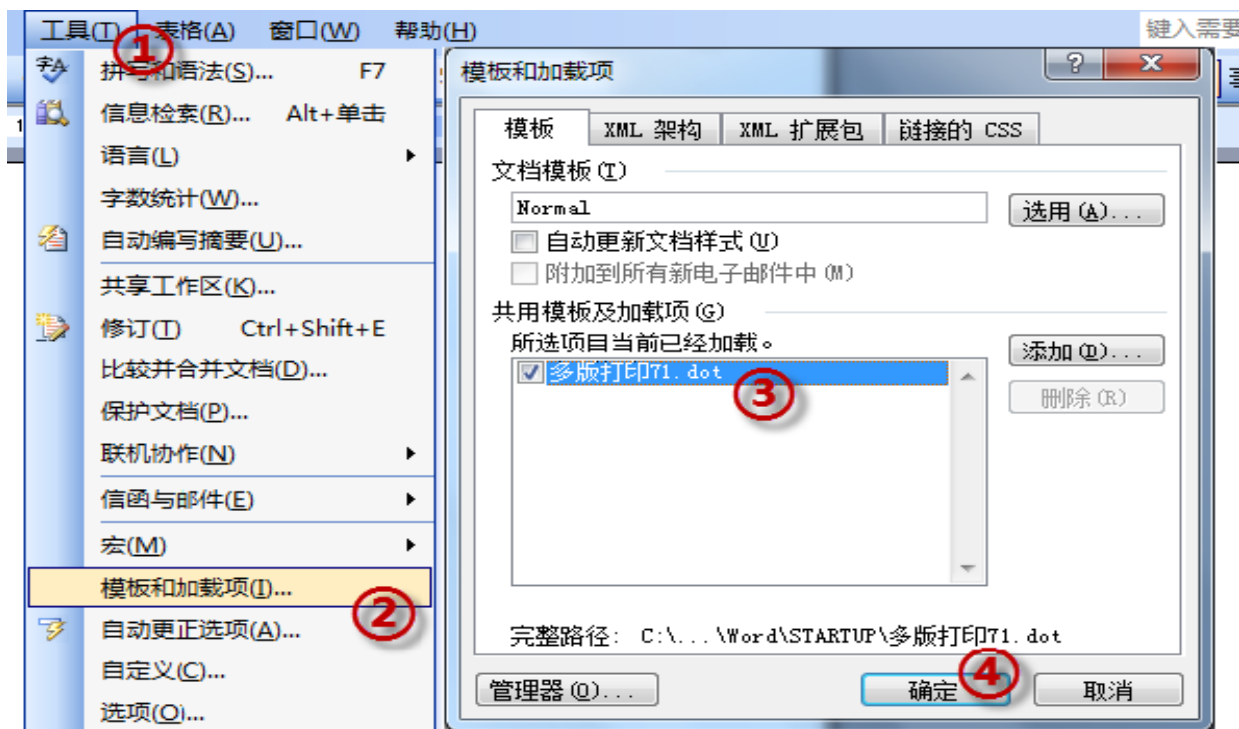 工具(T) 表格(A) 窗口(W) 帮助(H) 键入需要
①
拼写和语法(S)... F7
信息检索(R)... Alt+单击
语言(L)
字数统计(W)...
自动编写摘要(U)...
共享工作区(K)...
修订(T) Ctrl+Shift+E
比较并合并文档(D)...
保护文档(P)...
联机协作(N)
信函与邮件(E)
宏(M)
模板和加载项(I)...
②
自动更正选项(A)...
自定义(C)...
选项(O)...
模板和加载项
模板 XML 架构 XML 扩展包 链接的 CSS
文档模板(T)
Normal 选用(A)...
自动更新文档样式(U)
附加到所有新电子邮件中(M)
共用模板及加载项(G)
所选项目当前已经加载。 添加(D)...
多版打印71.dot
③
删除(R)
完整路径: C:\...\Word\STARTUP\多版打印71.dot
④
管理器(O)... 确定 取消